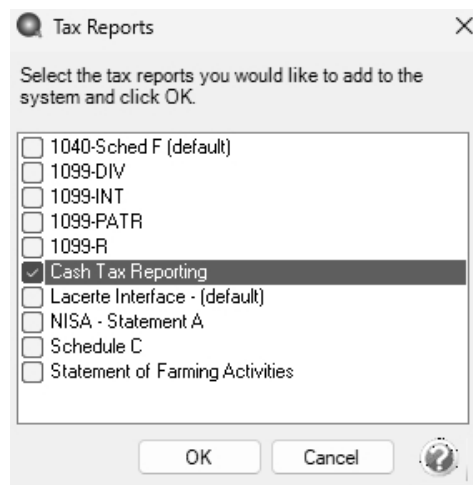 Tax Reports
Select the tax reports you would like to add to the
system and click OK.
1040-Sched F (default)
1099-DIV
1099-INT
1099-PATR
1099-R
Cash Tax Reporting
Lacerte Interface - (default)
NISA - Statement A
Schedule C
Statement of Farming Activities
OK Cancel ?